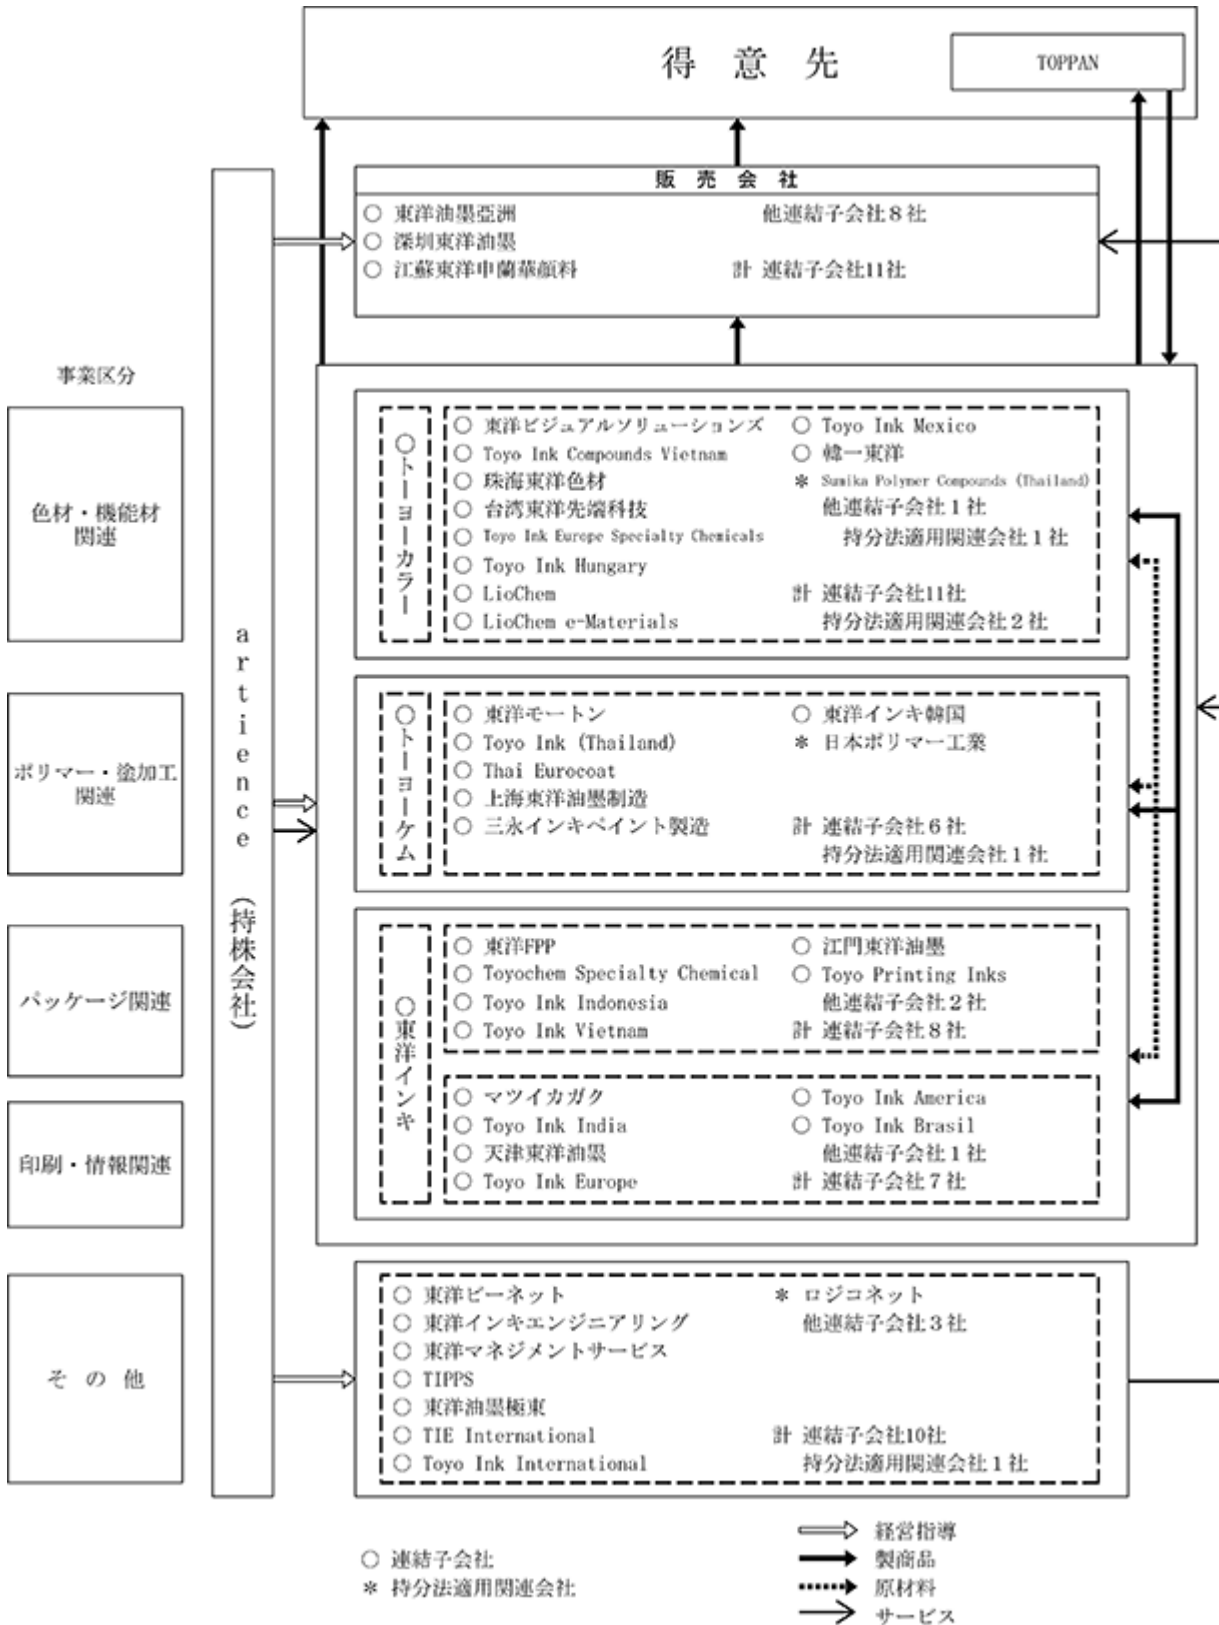 得意先
TOPPAN
販売会社
○ 東洋油墨亞洲 他連結子会社8社
○ 深圳東洋油墨
○ 江蘇東洋申蘭華顔料 計 連結子会社11社
事業区分
色材・機能材
関連
ポリマー・塗加工
関連
パッケージ関連
印刷・情報関連
その他
artience (持株会社)
○トーヨーカラー
○ 東洋ビジュアルソリューションズ ○ Toyo Ink Mexico
○ Toyo Ink Compounds Vietnam ○ 韓一東洋
○ 珠海東洋色材 * Sumika Polymer Compounds (Thailand)
○ 台湾東洋先端科技 他連結子会社1社
○ Toyo Ink Europe Specialty Chemicals 持分法適用関連会社1社
○ Toyo Ink Hungary
○ LioChem 計 連結子会社11社
○ LioChem e-Materials 持分法適用関連会社2社
○トーヨーケム
○ 東洋モートン ○ 東洋インキ韓国
○ Toyo Ink (Thailand) * 日本ポリマー工業
○ Thai Eurocoat
○ 上海東洋油墨制造
○ 三永インキペイント製造 計 連結子会社6社
持分法適用関連会社1社
○東洋インキ
○ 東洋FPP ○ 江門東洋油墨
○ Toyochem Specialty Chemical ○ Toyo Printing Inks
○ Toyo Ink Indonesia 他連結子会社2社
○ Toyo Ink Vietnam 計 連結子会社8社
○ マツイカガク ○ Toyo Ink America
○ Toyo Ink India ○ Toyo Ink Brasil
○ 天津東洋油墨 他連結子会社1社
○ Toyo Ink Europe 計 連結子会社7社
○ 東洋ビーネット * ロジコネット
○ 東洋インキエンジニアリング 他連結子会社3社
○ 東洋マネジメントサービス
○ TIPPS
○ 東洋油墨極東
○ TIE International 計 連結子会社10社
○ Toyo Ink International 持分法適用関連会社1社
○ 連結子会社
* 持分法適用関連会社
経営指導
製商品
原材料
サービス